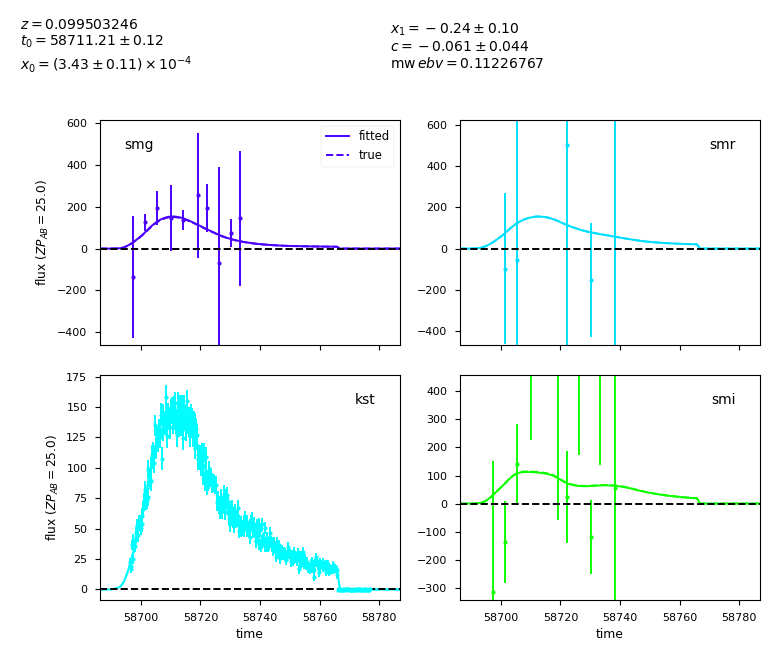 z = 0.099503246
t₀ = 58711.21 ± 0.12
x₀ = (3.43 ± 0.11) × 10⁻⁴
x₁ = −0.24 ± 0.10
c = −0.061 ± 0.044
mw ebv = 0.11226767
smg
fitted
true
600
400
200
0
−200
−400
flux (ZP_AB = 25.0)
smr
600
400
200
0
−200
−400
kst
175
150
125
100
75
50
25
0
flux (ZP_AB = 25.0)
58700 58720 58740 58760 58780
time
smi
400
300
200
100
0
−100
−200
−300
58700 58720 58740 58760 58780
time